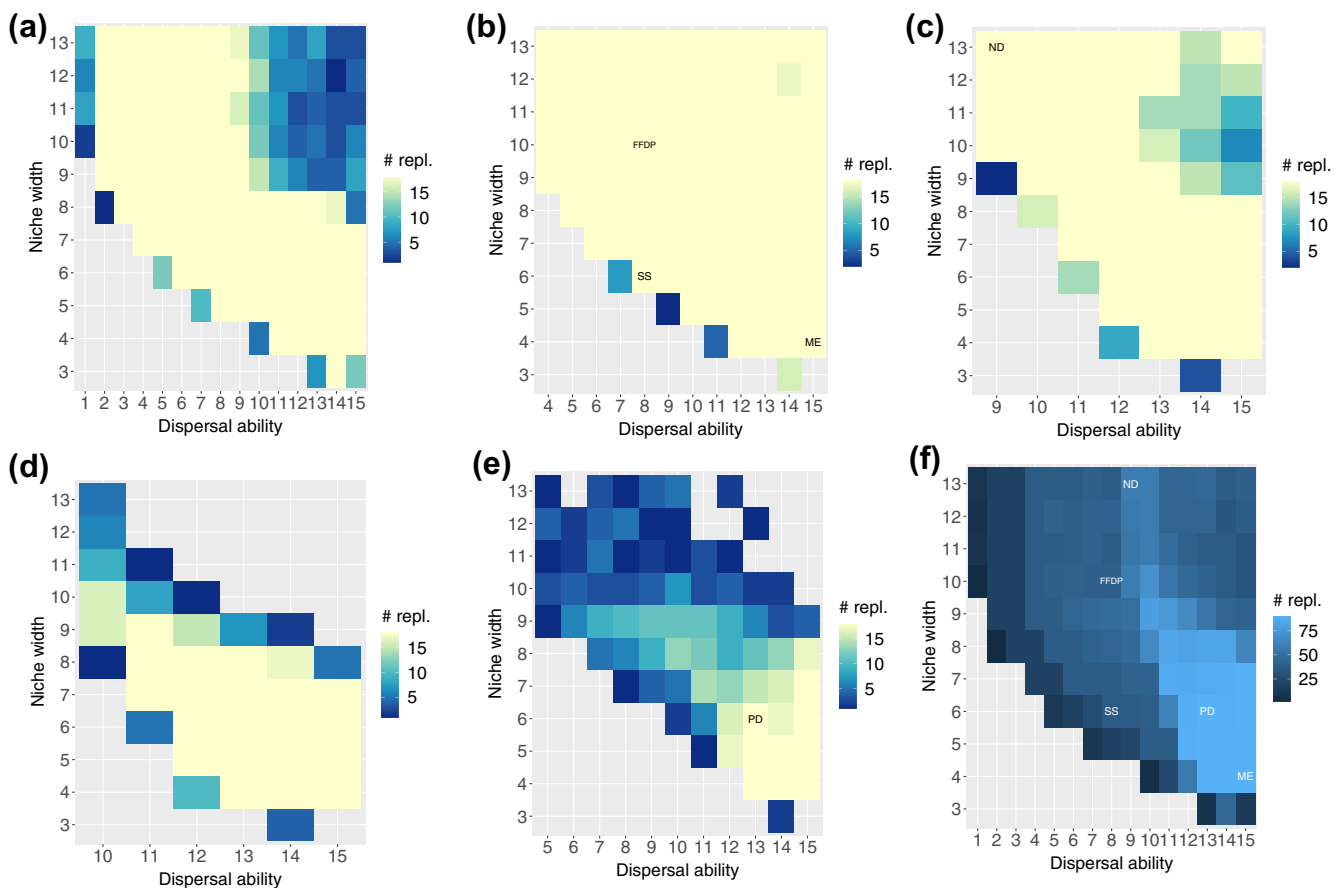 (a)
13
12
11
10
9
8
7
6
5
4
3
Niche width
1 2 3 4 5 6 7 8 9 10 11 12 13 14 15
Dispersal ability
# repl.
15
10
5
(b)
13
12
11
10
9
8
7
6
5
4
3
Niche width
FFDP
SS
ME
4 5 6 7 8 9 10 11 12 13 14 15
Dispersal ability
# repl.
15
10
5
(c)
13
12
11
10
9
8
7
6
5
4
3
Niche width
ND
9 10 11 12 13 14 15
Dispersal ability
# repl.
15
10
5
(d)
13
12
11
10
9
8
7
6
5
4
3
Niche width
10 11 12 13 14 15
Dispersal ability
# repl.
15
10
5
(e)
13
12
11
10
9
8
7
6
5
4
3
Niche width
PD
5 6 7 8 9 10 11 12 13 14 15
Dispersal ability
# repl.
15
10
5
(f)
13
12
11
10
9
8
7
6
5
4
3
Niche width
ND
FFDP
SS
PD
ME
1 2 3 4 5 6 7 8 9 10 11 12 13 14 15
Dispersal ability
# repl.
75
50
25